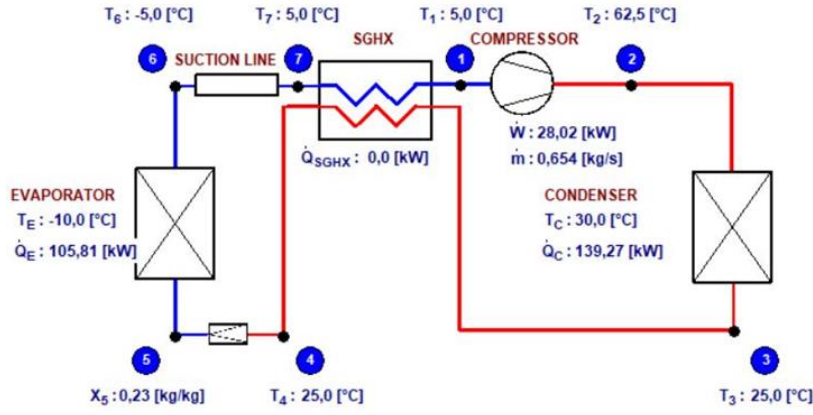 T6 : -5,0 [°C]
T7 : 5,0 [°C]
T1 : 5,0 [°C]
T2 : 62,5 [°C]
SGHX
COMPRESSOR
6
SUCTION LINE
7
1
2
Q̇SGHX : 0,0 [kW]
Ẇ : 28,02 [kW]
ṁ : 0,654 [kg/s]
EVAPORATOR
TE : -10,0 [°C]
Q̇E : 105,81 [kW]
CONDENSER
TC : 30,0 [°C]
Q̇C : 139,27 [kW]
5
4
3
X5 : 0,23 [kg/kg]
T4 : 25,0 [°C]
T3 : 25,0 [°C]